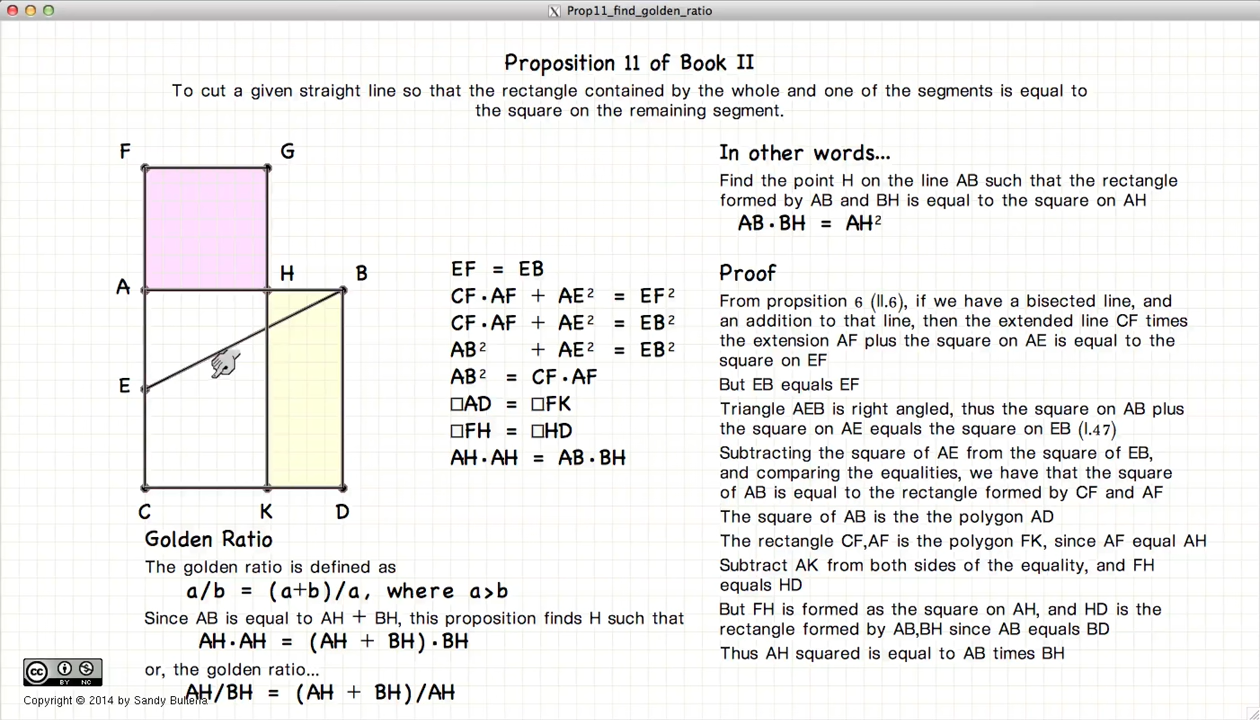 Prop11_find_golden_ratio
Proposition 11 of Book II
To cut a given straight line so that the rectangle contained by the whole and one of the segments is equal to
the square on the remaining segment.
F
G
A
H
B
E
C
K
D
EF = EB
CF·AF + AE² = EF²
CF·AF + AE² = EB²
AB² + AE² = EB²
AB² = CF·AF
□AD = □FK
□FH = □HD
AH·AH = AB·BH
Golden Ratio
The golden ratio is defined as
a/b = (a+b)/a, where a>b
Since AB is equal to AH + BH, this proposition finds H such that
AH·AH = (AH + BH)·BH
or, the golden ratio...
AH/BH = (AH + BH)/AH
In other words...
Find the point H on the line AB such that the rectangle
formed by AB and BH is equal to the square on AH
AB·BH = AH²
Proof
From propsition 6 (II.6), if we have a bisected line, and
an addition to that line, then the extended line CF times
the extension AF plus the square on AE is equal to the
square on EF
But EB equals EF
Triangle AEB is right angled, thus the square on AB plus
the square on AE equals the square on EB (I.47)
Subtracting the square of AE from the square of EB,
and comparing the equalities, we have that the square
of AB is equal to the rectangle formed by CF and AF
The square of AB is the the polygon AD
The rectangle CF,AF is the polygon FK, since AF equal AH
Subtract AK from both sides of the equality, and FH
equals HD
But FH is formed as the square on AH, and HD is the
rectangle formed by AB,BH since AB equals BD
Thus AH squared is equal to AB times BH
cc
BY NC
Copyright © 2014 by Sandy Bultena